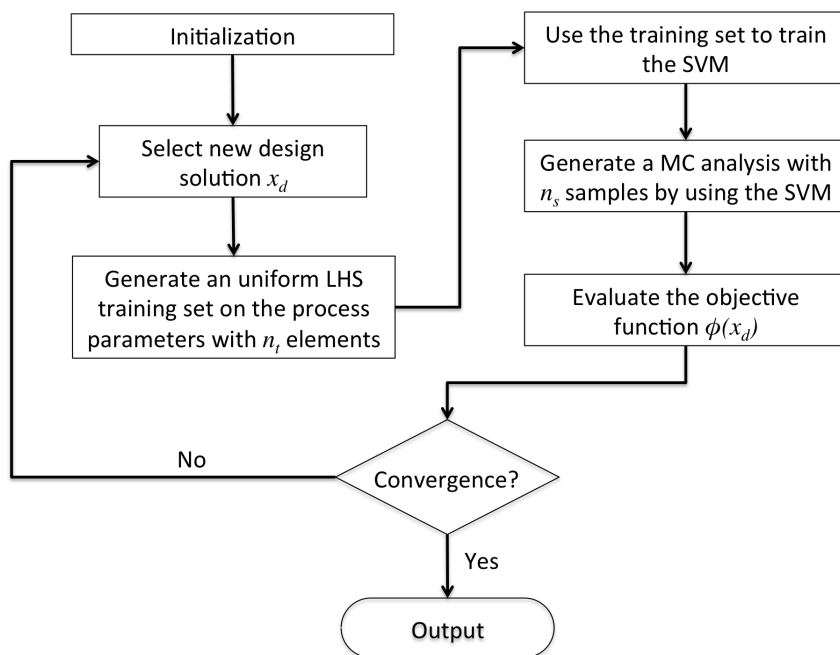 Initialization
Select new design
solution x_d
Generate an uniform LHS
training set on the process
parameters with n_t elements
Use the training set to train
the SVM
Generate a MC analysis with
n_s samples by using the SVM
Evaluate the objective
function ϕ(x_d)
Convergence?
No
Yes
Output